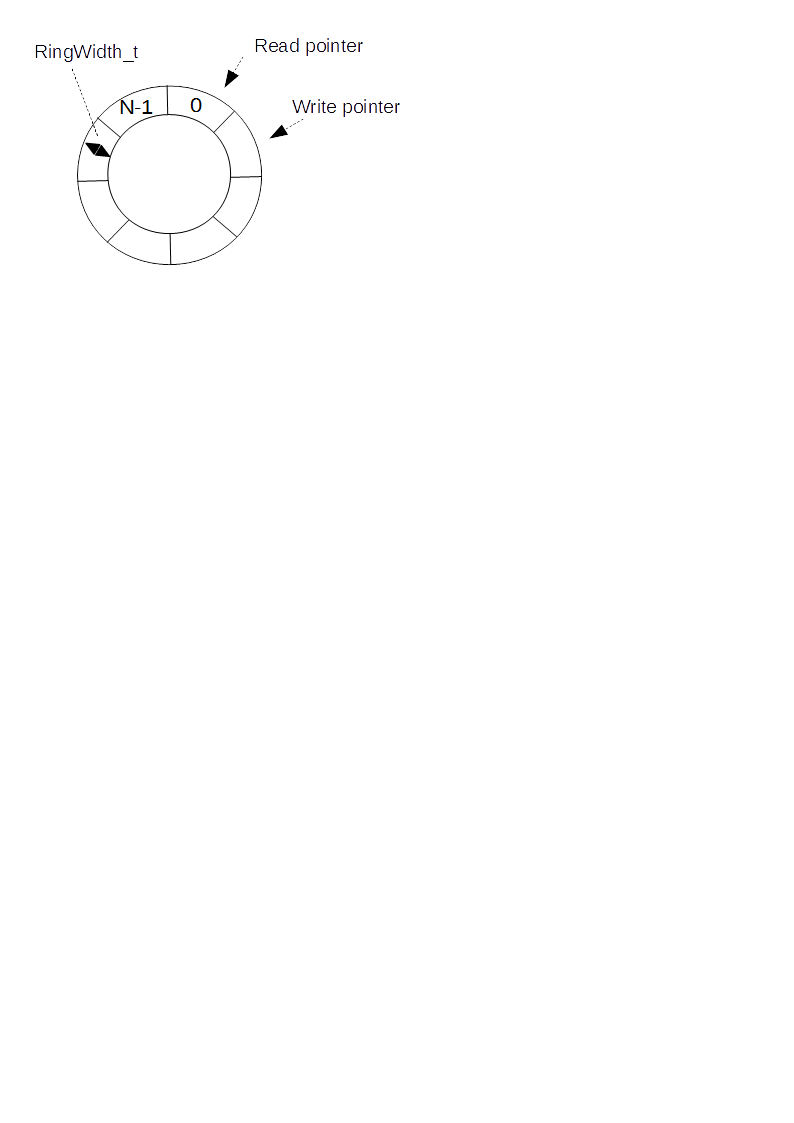 RingWidth_t
Read pointer
Write pointer
N-1
0